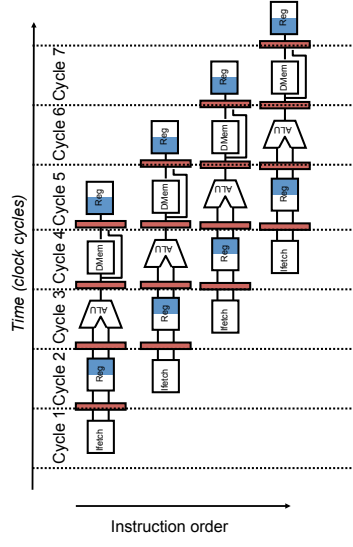 Time (clock cycles)
Cycle 1 Cycle 2 Cycle 3 Cycle 4 Cycle 5 Cycle 6 Cycle 7
Ifetch Reg ALU DMem Reg
Ifetch Reg ALU DMem Reg
Ifetch Reg ALU DMem Reg
Ifetch Reg ALU DMem Reg
Instruction order